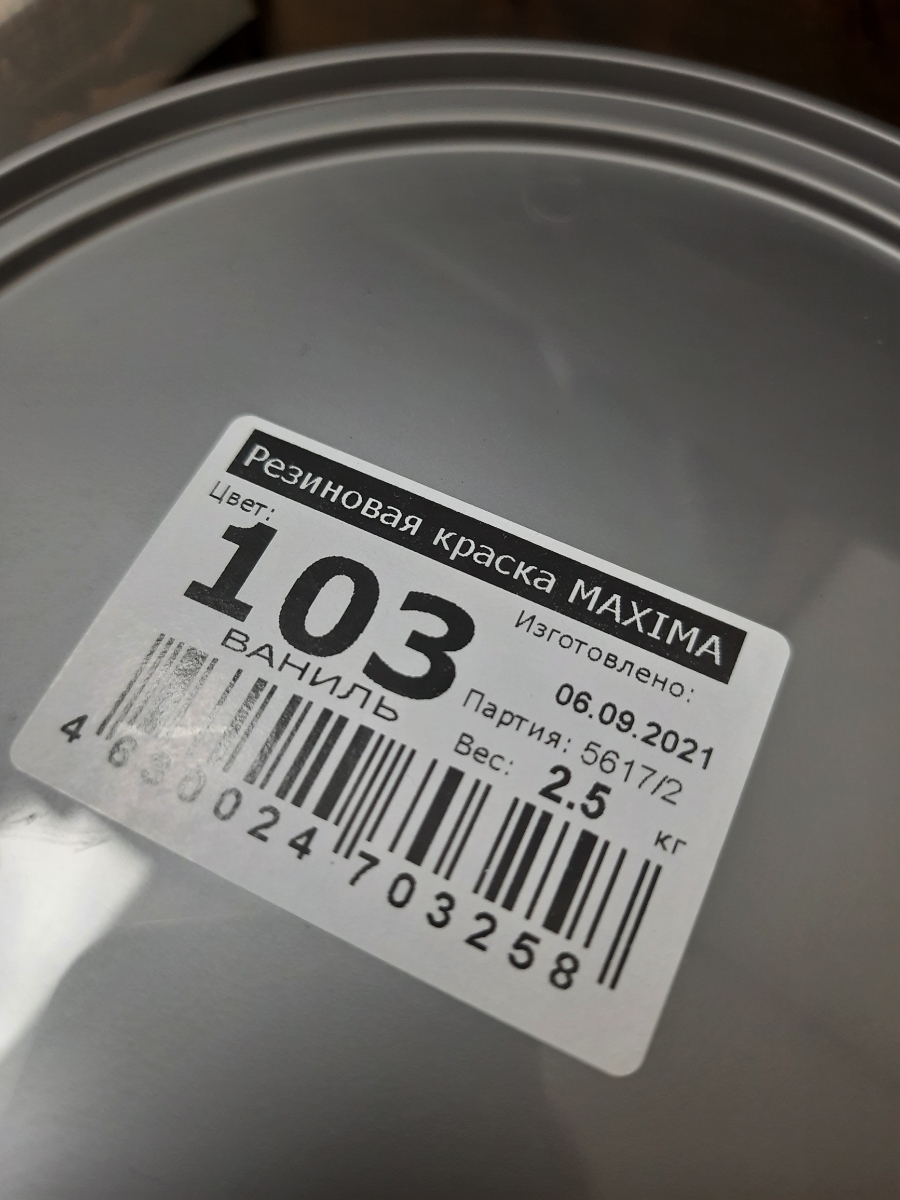 Резиновая краска MAXIMA
Цвет:
103
ВАНИЛЬ
Изготовлено:
06.09.2021
Партия: 5617/2
Вес: 2.5 кг
4 630024 703258